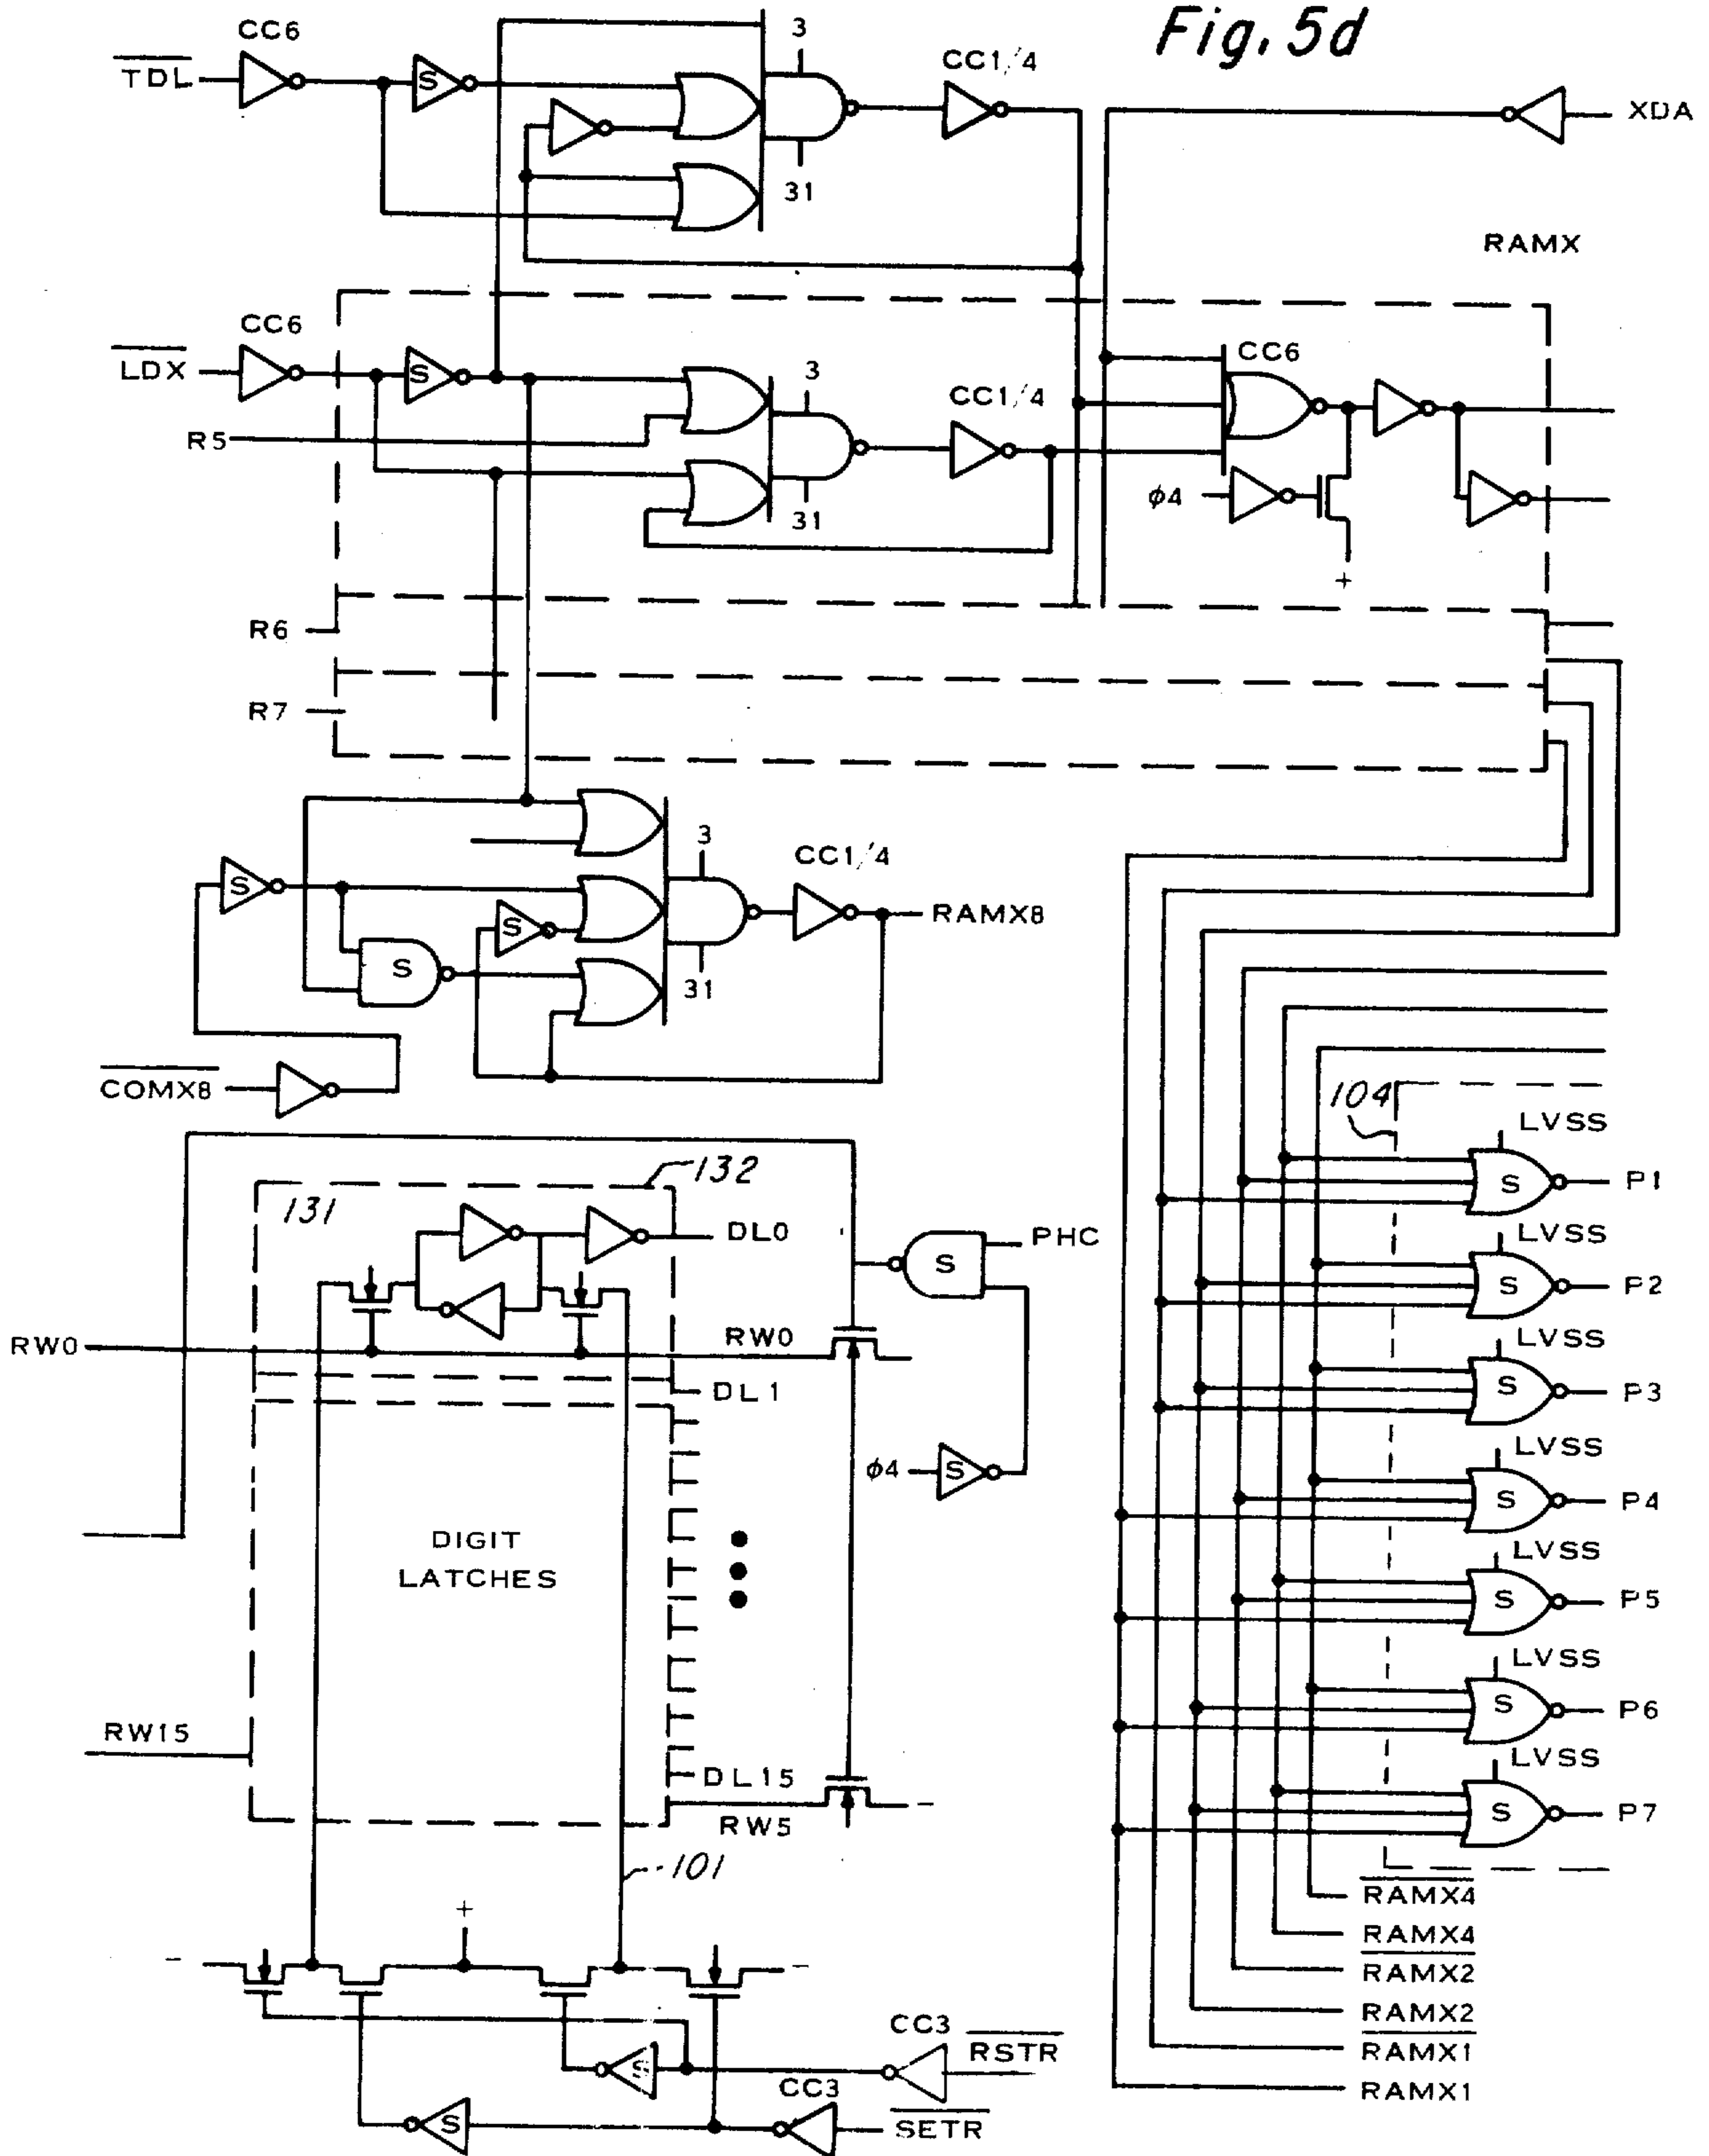 Fig. 5d
CC6
3
CC1/4
TDL
S
XDA
31
RAMX
CC6
LDX
S
3
CC6
CC1/4
R5
φ4
31
+
R6
R7
3
CC1/4
S
S
RAMX8
S
31
COMX8
104
LVSS
132
131
S
P1
DL0
PHC
S
LVSS
S
P2
RW0
RW0
LVSS
DL1
S
P3
LVSS
φ4
S
S
P4
DIGIT
LATCHES
LVSS
S
P5
LVSS
S
P6
RW15
LVSS
DL15
-
RW5
S
P7
101
RAMX4
+
RAMX4
-
-
RAMX2
RAMX2
CC3
RSTR
RAMX1
S
CC3
RAMX1
S
SETR